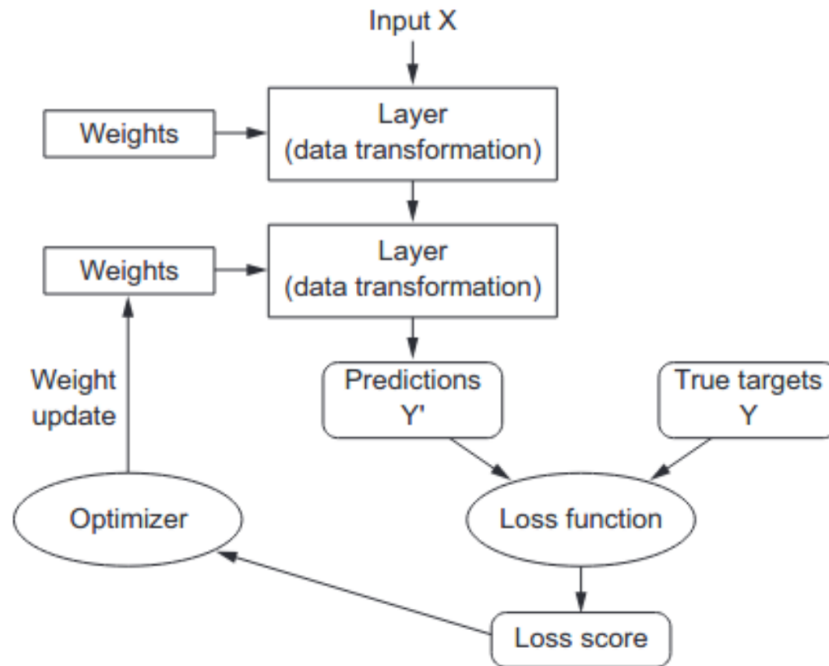 Input X
Weights
Layer
(data transformation)
Weights
Layer
(data transformation)
Weight
update
Predictions
Y'
True targets
Y
Optimizer
Loss function
Loss score